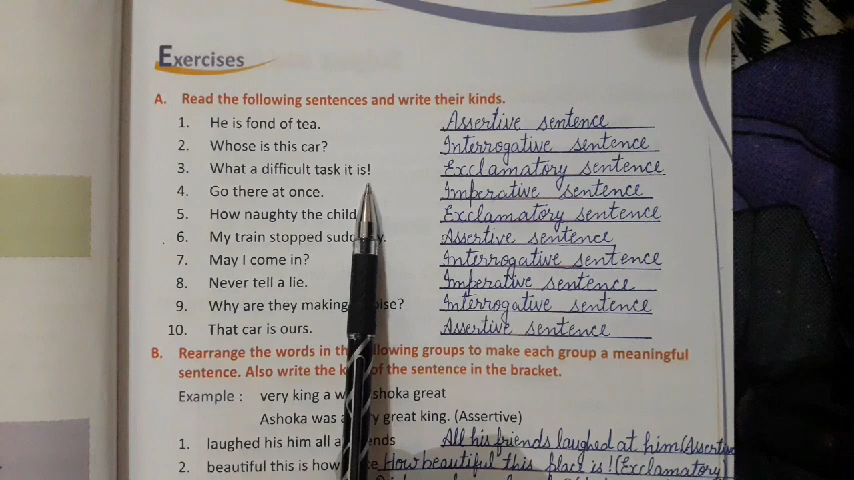 Exercises
A. Read the following sentences and write their kinds.
1. He is fond of tea. Assertive sentence
2. Whose is this car? Interrogative sentence
3. What a difficult task it is! Exclamatory sentence
4. Go there at once. Imperative sentence
5. How naughty the child Exclamatory sentence
6. My train stopped Assertive sentence
7. May I come in? Interrogative sentence
8. Never tell a lie. Imperative sentence
9. Why are they making Interrogative sentence
10. That car is ours. Assertive sentence
B. Rearrange the words in groups to make each group a meaningful
sentence. Also write the of the sentence in the bracket.
Example : very king a great
Ashoka was great king. (Assertive)
1. laughed his him all All his friends laughed at him (
2. beautiful this is how How beautiful this place is! (Exclamatory)